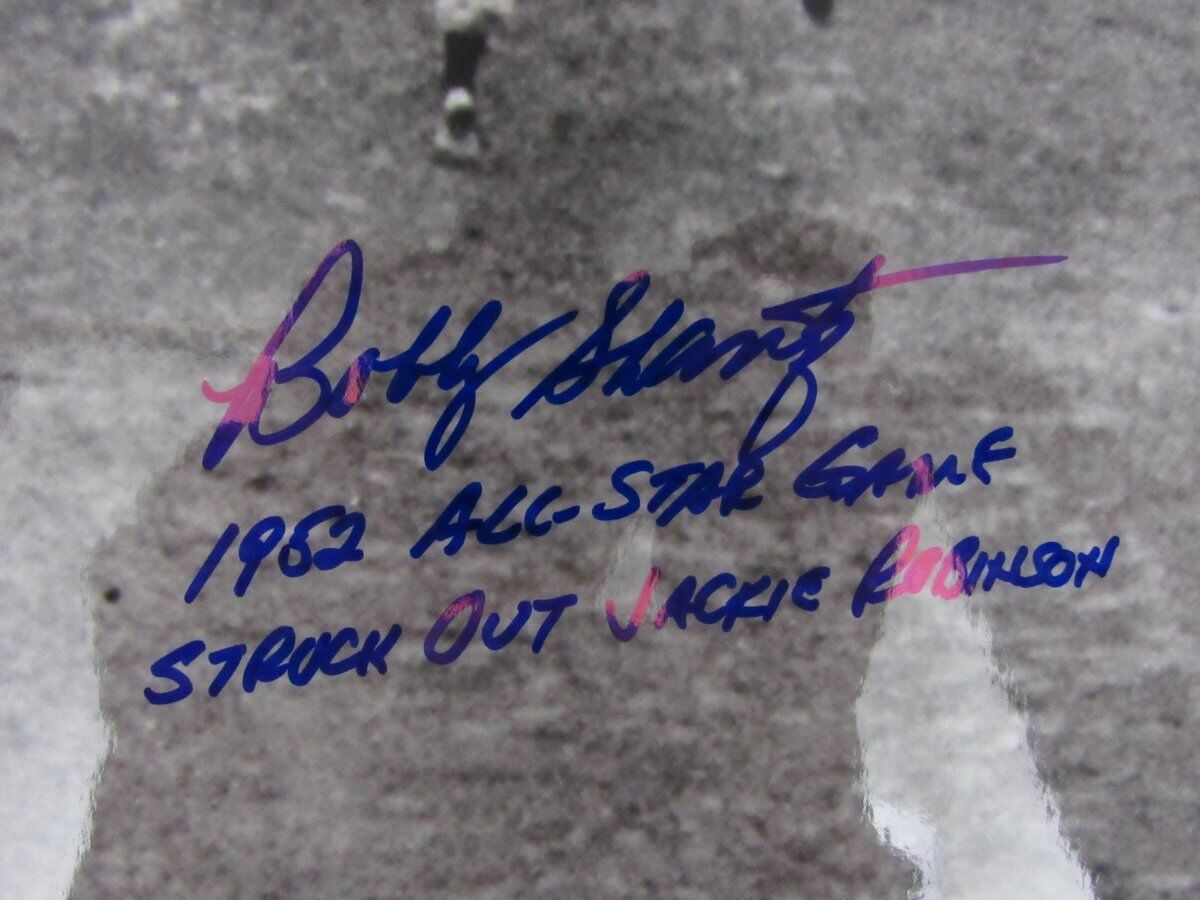 Bobby Shantz
1952 ALL-STAR GAME
STRUCK OUT JACKIE ROBINSON